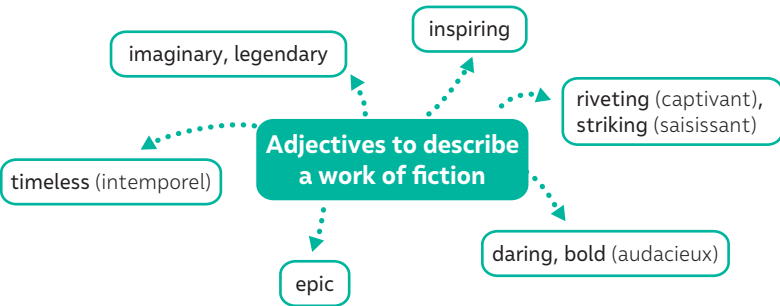 inspiring
imaginary, legendary
riveting (captivant),
striking (saisissant)
Adjectives to describe
a work of fiction
timeless (intemporel)
daring, bold (audacieux)
epic